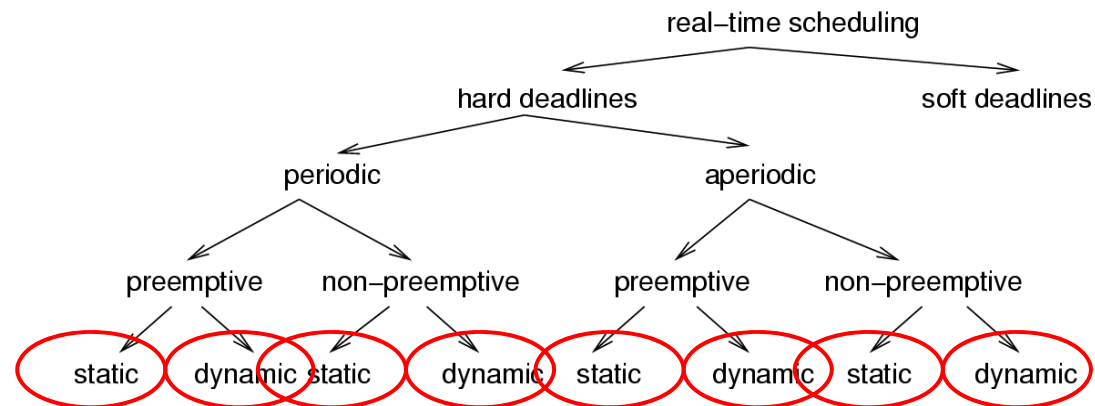 real−time scheduling
hard deadlines soft deadlines
periodic aperiodic
preemptive non−preemptive preemptive non−preemptive
static dynamic static dynamic static dynamic static dynamic